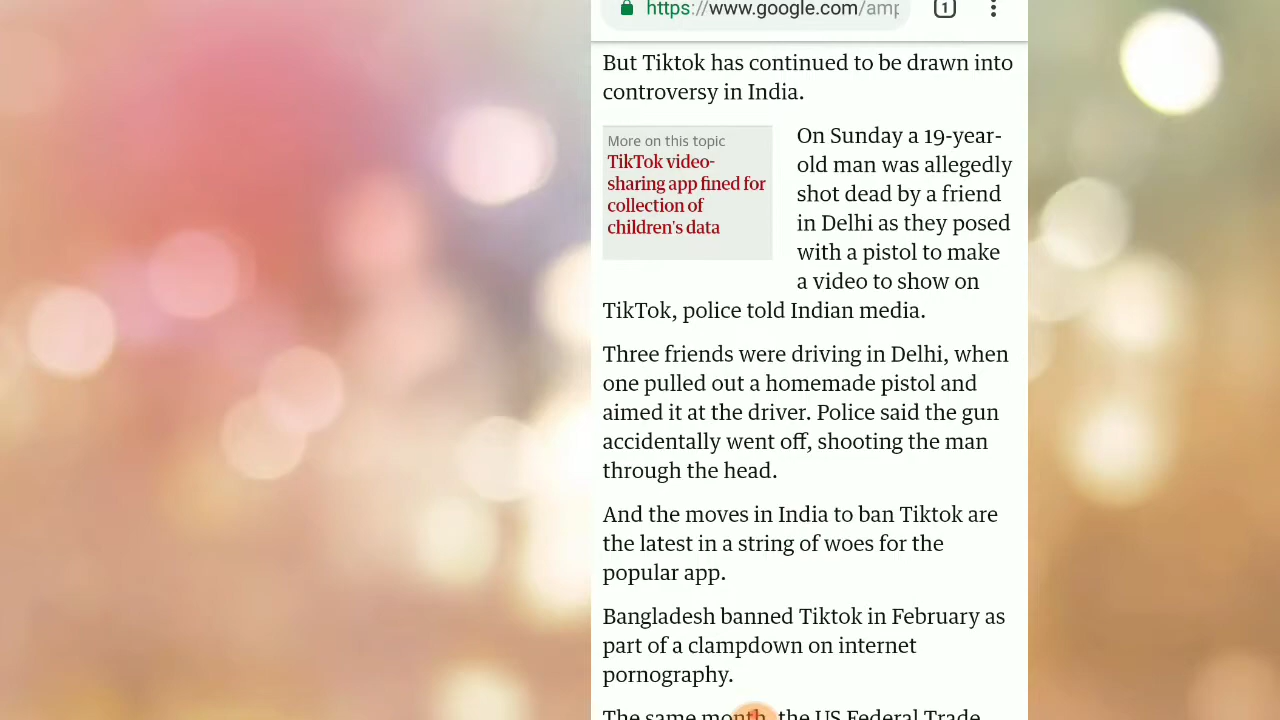 https://www.google.com/amp
1
But Tiktok has continued to be drawn into
controversy in India.
More on this topic
TikTok video-
sharing app fined for
collection of
children's data
On Sunday a 19-year-
old man was allegedly
shot dead by a friend
in Delhi as they posed
with a pistol to make
a video to show on
TikTok, police told Indian media.
Three friends were driving in Delhi, when
one pulled out a homemade pistol and
aimed it at the driver. Police said the gun
accidentally went off, shooting the man
through the head.
And the moves in India to ban Tiktok are
the latest in a string of woes for the
popular app.
Bangladesh banned Tiktok in February as
part of a clampdown on internet
pornography.
The same month, the US Federal Trade